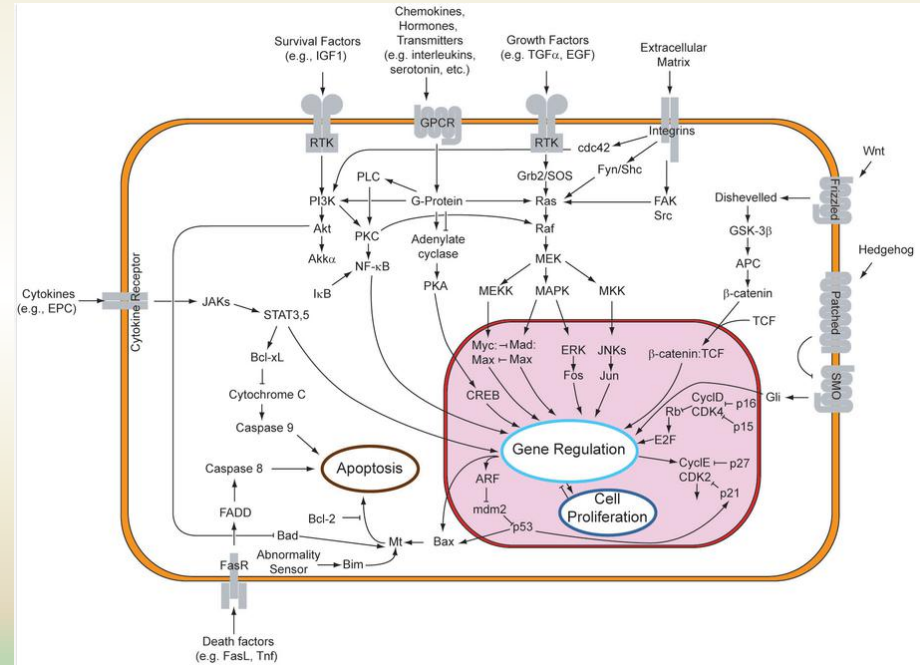 Survival Factors
(e.g., IGF1)
Chemokines,
Hormones,
Transmitters
(e.g. interleukins,
serotonin, etc.)
Growth Factors
(e.g. TGFα, EGF)
Extracellular
Matrix
RTK
GPCR
RTK
Integrins
cdc42
Wnt
Frizzled
PLC
Grb2/SOS
Fyn/Shc
Dishevelled
PI3K
G-Protein
Ras
FAK
Src
GSK-3β
Akt
PKC
Adenylate
cyclase
Raf
APC
Hedgehog
Akkα
NF-κB
MEK
β-catenin
IκB
PKA
MEKK
MAPK
MKK
TCF
Patched
Cytokines
(e.g., EPC)
Cytokine Receptor
JAKs
STAT3,5
Myc:
Max
Mad:
Max
ERK
Fos
JNKs
Jun
β-catenin:TCF
SMO
Bcl-xL
Cytochrome C
Caspase 9
CREB
Gli
CyclD
CDK4
p16
p15
Rb
E2F
Gene Regulation
CyclE
CDK2
p27
p21
Caspase 8
Apoptosis
ARF
mdm2
p53
Cell
Proliferation
FADD
Bcl-2
Bad
Mt
Bax
FasR
Abnormality
Sensor
Bim
Death factors
(e.g. FasL, Tnf)